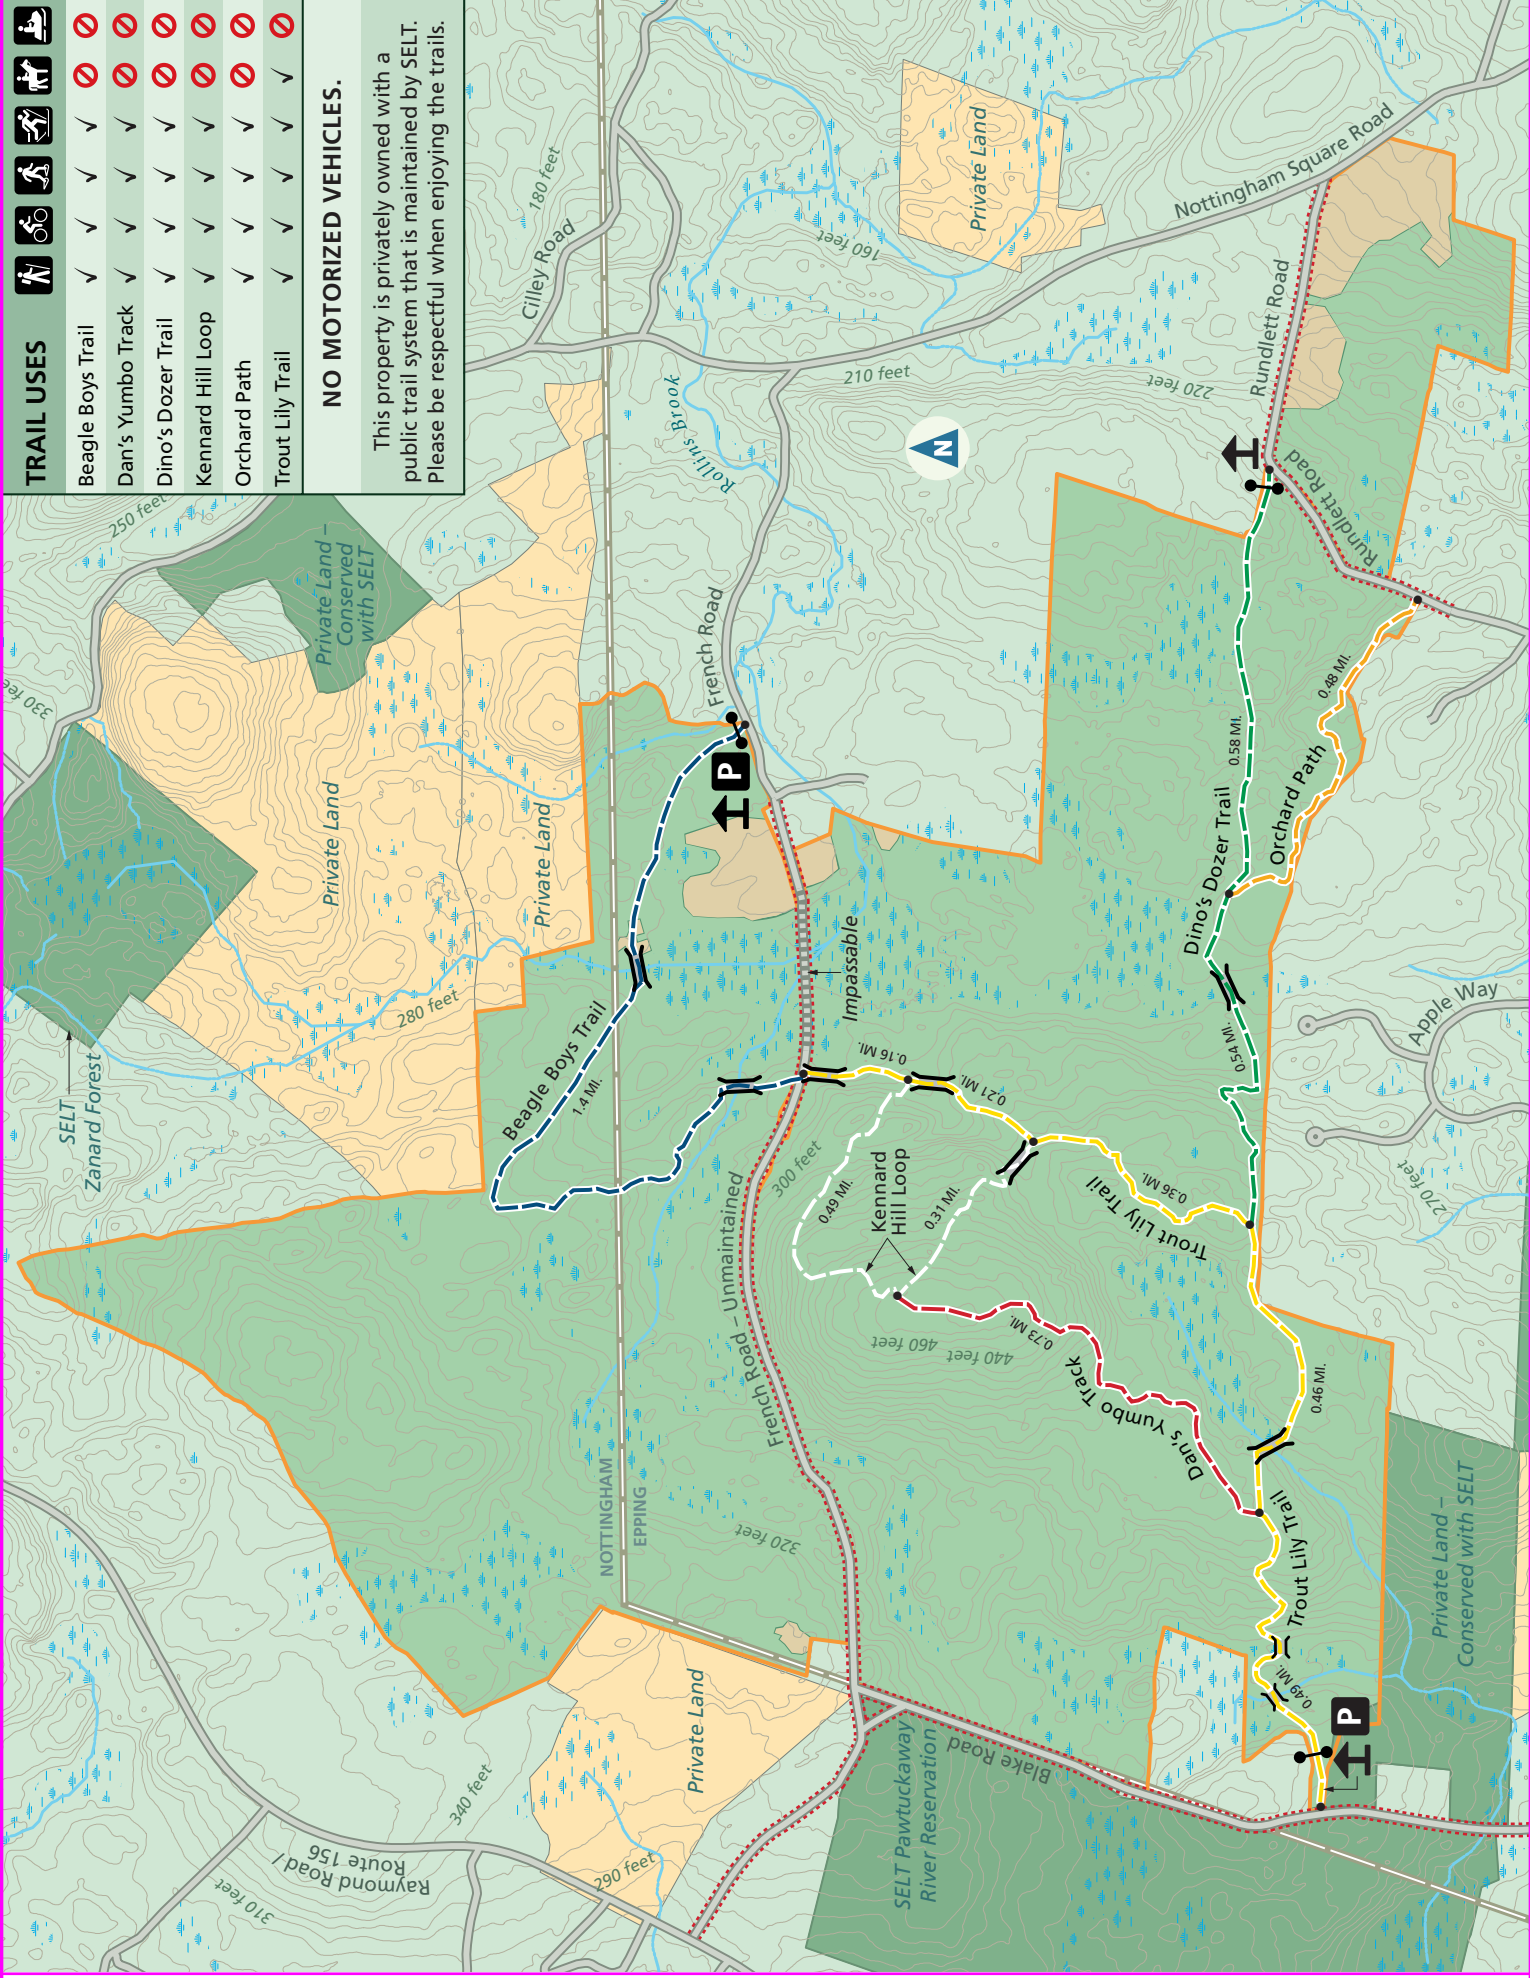 TRAIL USES
Beagle Boys Trail
Dan's Yumbo Track
Dino's Dozer Trail
Kennard Hill Loop
Orchard Path
Trout Lily Trail
NO MOTORIZED VEHICLES.
This property is privately owned with a
public trail system that is maintained by SELT.
Please be respectful when enjoying the trails.
250 feet
330 feet
Private Land –
Conserved
with SELT
Private Land
Private Land
280 feet
SELT
Zanard Forest
180 feet
Cilley Road
Rollins Brook
160 feet
Private Land
Nottingham Square Road
210 feet
220 feet
N
Rundlett Road
Rundlett Road
French Road
P
Beagle Boys Trail
1.4 MI.
Impassable
0.16 MI.
0.21 MI.
300 feet
0.49 MI.
Kennard
Hill Loop
0.31 MI.
Trout Lily Trail
0.36 MI.
Dino's Dozer Trail
0.58 MI.
0.54 MI.
Orchard Path
0.48 MI.
Apple Way
270 feet
French Road – Unmaintained
460 feet
440 feet
0.73 MI.
Dan's Yumbo Track
0.46 MI.
NOTTINGHAM
EPPING
320 feet
Trout Lily Trail
0.49 MI.
P
Private Land –
Conserved with SELT
Private Land
SELT Pawtuckaway
River Reservation
Blake Road
340 feet
Raymond Road/
Route 156
310 feet
290 feet